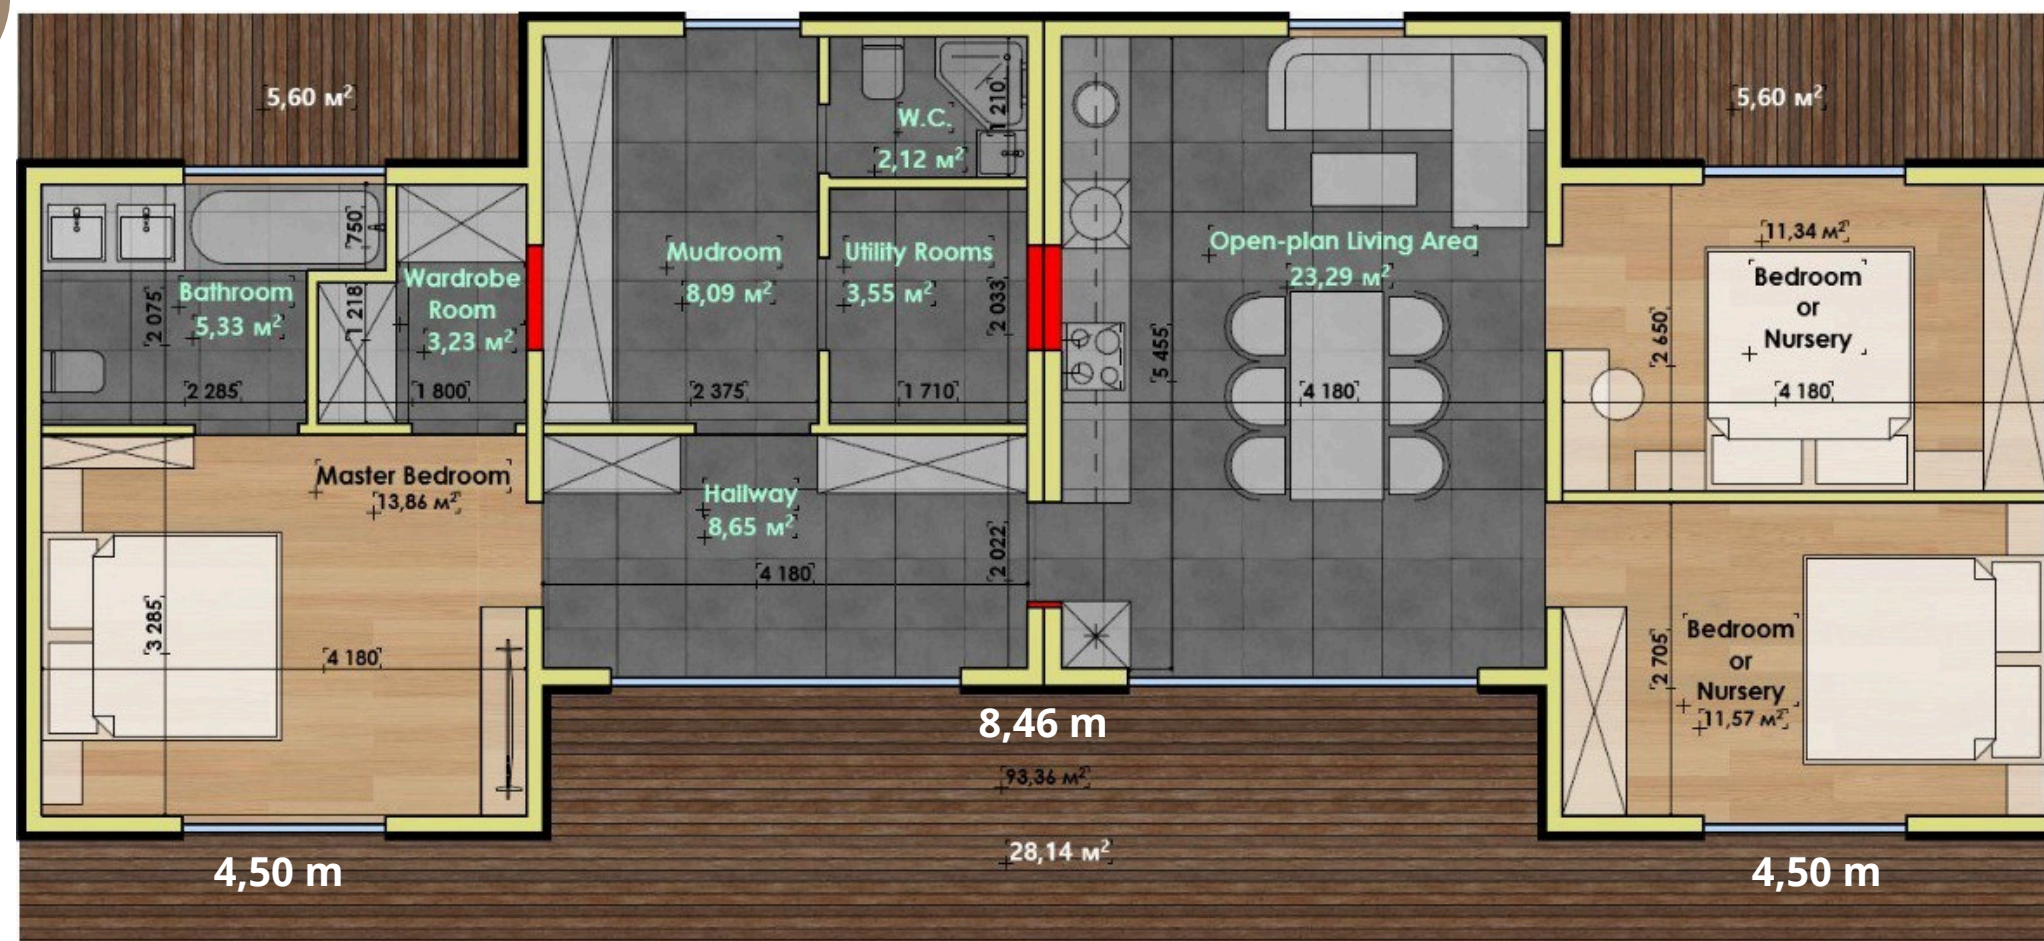 5,60 м²
5,60 м²
W.C.
2,12 м²
1 210
750
Bathroom
5,33 м²
2 075
2 285
1 218
Wardrobe
Room
3,23 м²
1 800
Mudroom
8,09 м²
2 375
Utility Rooms
3,55 м²
2 033
1 710
Open-plan Living Area
23,29 м²
5 455
4 180
11,34 м²
Bedroom
or
Nursery
2 650
4 180
Master Bedroom
13,86 м²
3 285
4 180
Hallway
8,65 м²
4 180
2 022
Bedroom
or
Nursery
11,57 м²
2 705
8,46 m
93,36 м²
28,14 м²
4,50 m
4,50 m